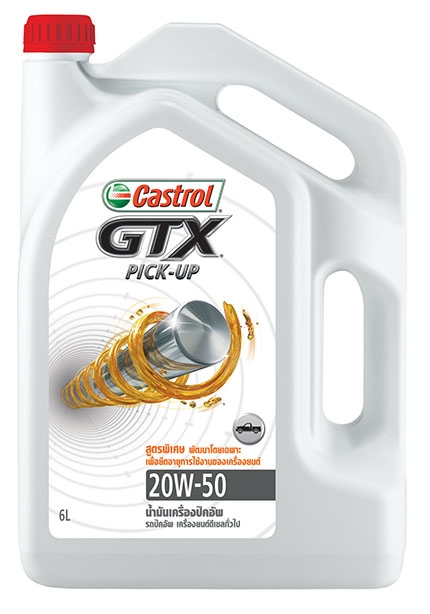 Castrol
GTX
PICK-UP
สูตรพิเศษ พัฒนาโดยเฉพาะ
เพื่อยืดอายุการใช้งานของเครื่องยนต์
20W-50
6L
น้ำมันเครื่องปิคอัพ
รถปิคอัพ เครื่องยนต์ดีเซลทั่วไป